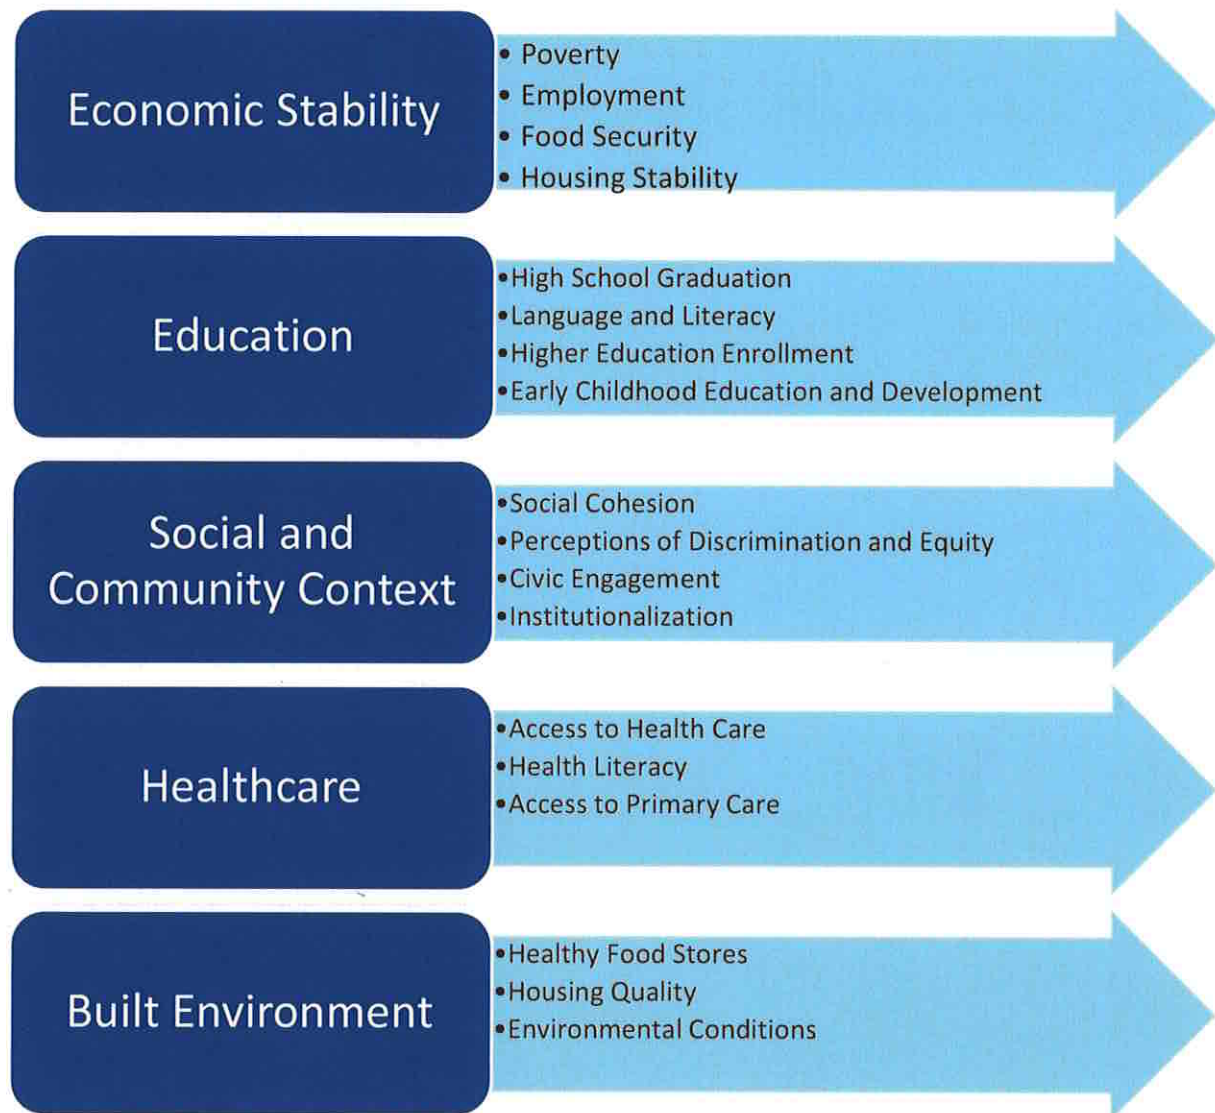 Economic Stability
• Poverty
• Employment
• Food Security
• Housing Stability
Education
•High School Graduation
•Language and Literacy
•Higher Education Enrollment
•Early Childhood Education and Development
Social and
Community Context
•Social Cohesion
•Perceptions of Discrimination and Equity
•Civic Engagement
•Institutionalization
Healthcare
•Access to Health Care
•Health Literacy
•Access to Primary Care
Built Environment
•Healthy Food Stores
•Housing Quality
•Environmental Conditions